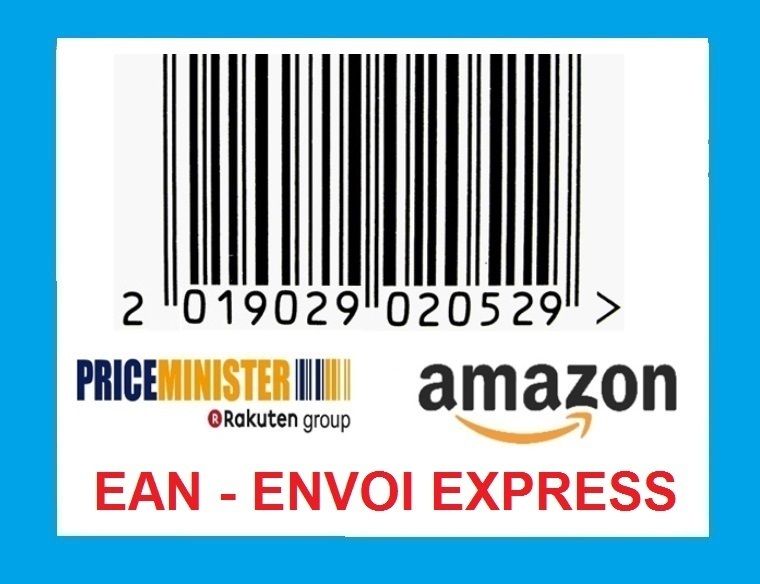 2 019029 020529 >
PRICEMINISTER amazon
R Rakuten group
EAN - ENVOI EXPRESS